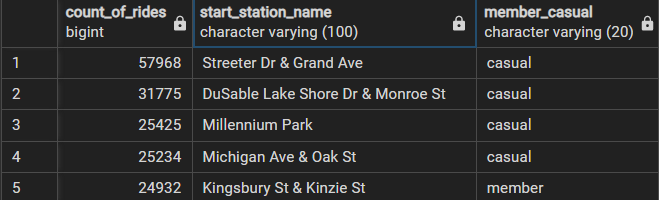 count_of_rides start_station_name member_casual
bigint character varying (100) character varying (20)
1 57968 Streeter Dr & Grand Ave casual
2 31775 DuSable Lake Shore Dr & Monroe St casual
3 25425 Millennium Park casual
4 25234 Michigan Ave & Oak St casual
5 24932 Kingsbury St & Kinzie St member